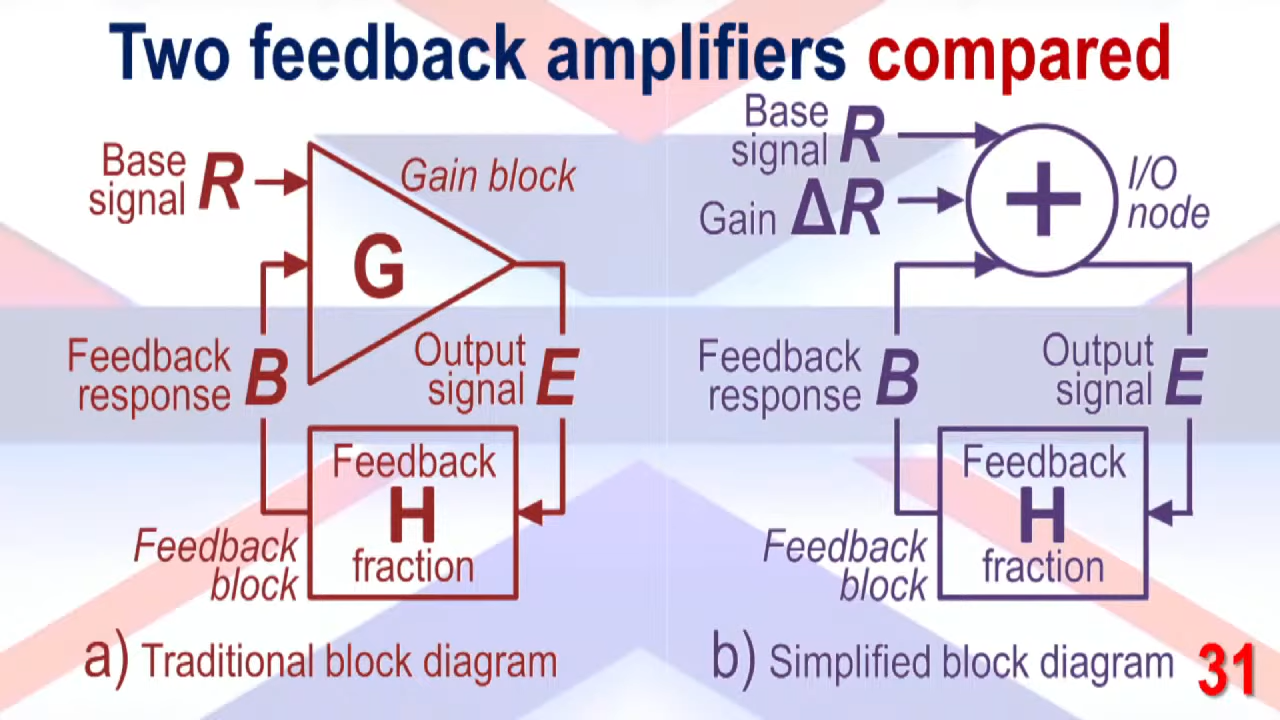 Two feedback amplifiers compared
Base
signal R
Gain block
G
Feedback
response B
Output
signal E
Feedback
H
fraction
Feedback
block
a) Traditional block diagram
Base
signal R
Gain ΔR
+
I/O
node
Feedback
response B
Output
signal E
Feedback
H
fraction
Feedback
block
b) Simplified block diagram
31